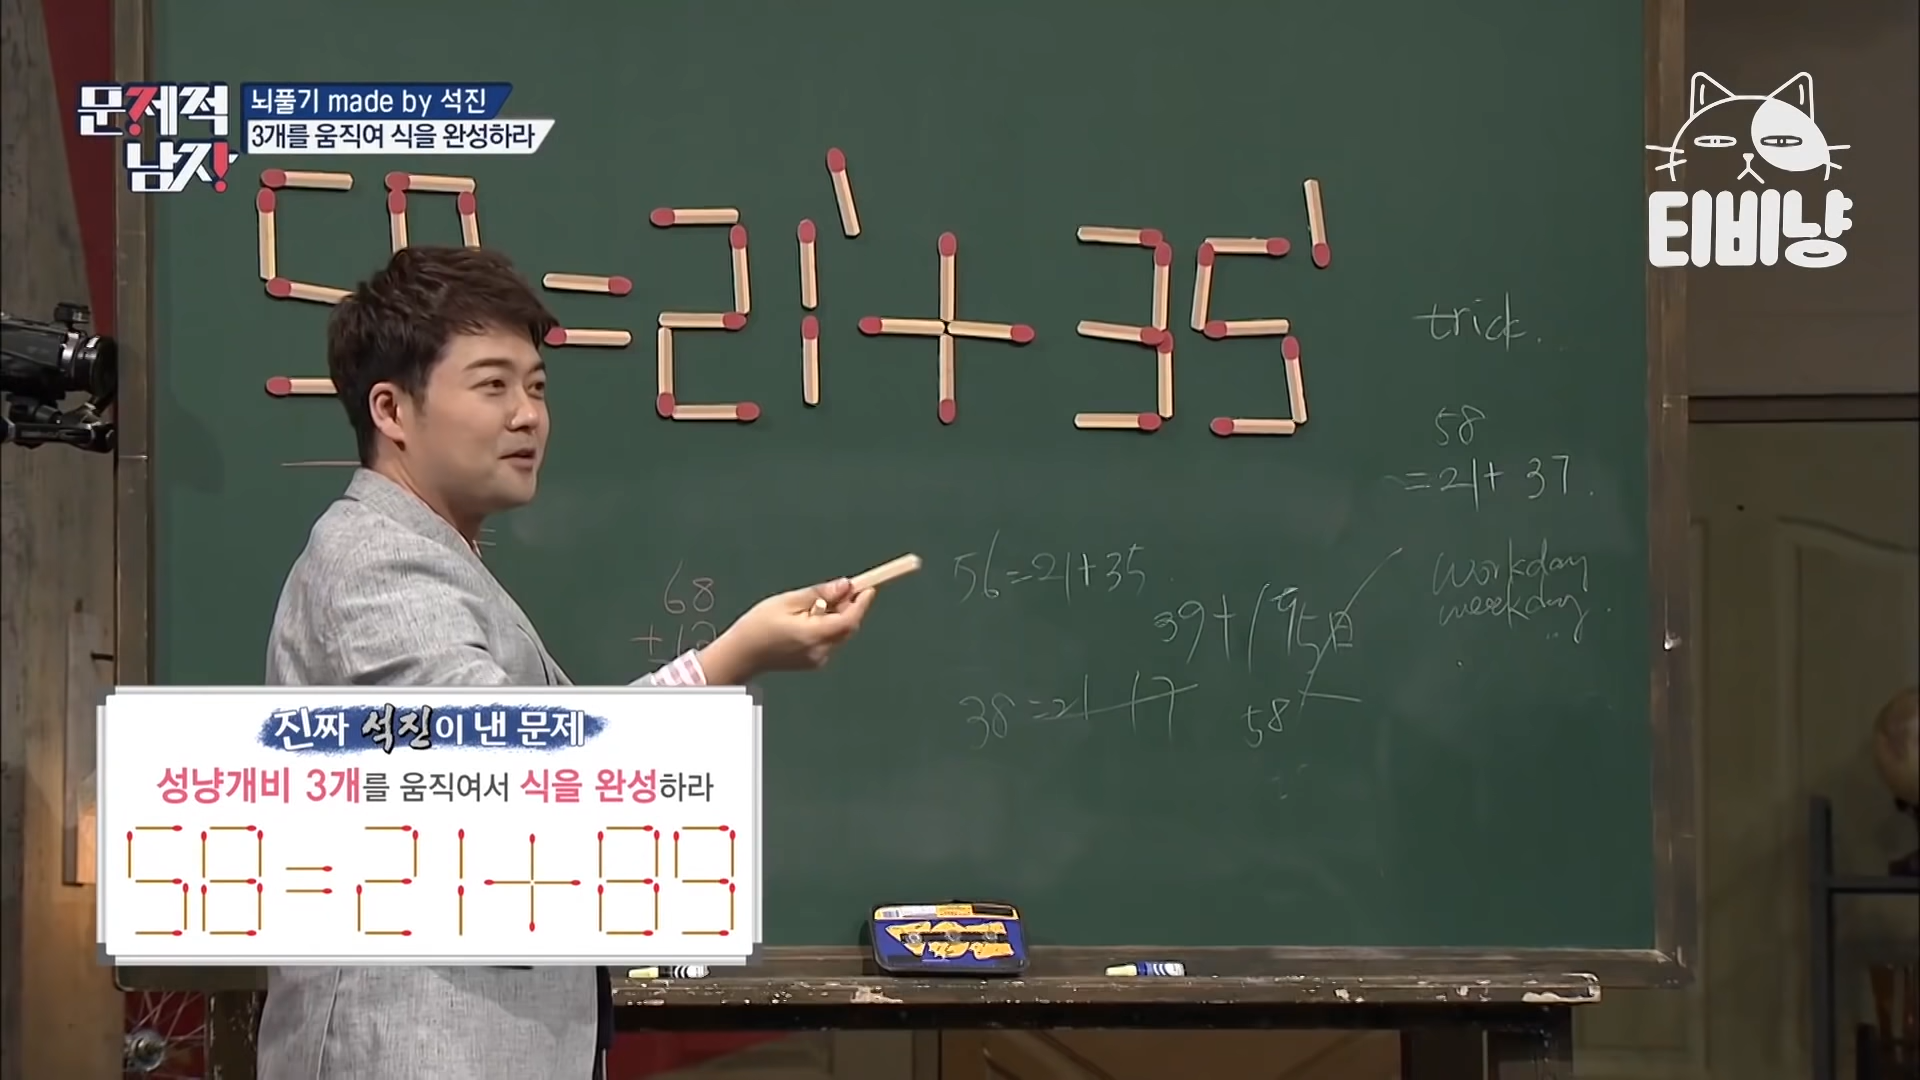 문제적
남자!
뇌풀기 made by 석진
3개를 움직여 식을 완성하라
티비냥
=21'+35'
trick.
58
=21+ 37.
workday
weekday.
56=21+35
68
39+
38=21 17
58
진짜 석진이 낸 문제
성냥개비 3개를 움직여서 식을 완성하라
58=21+89